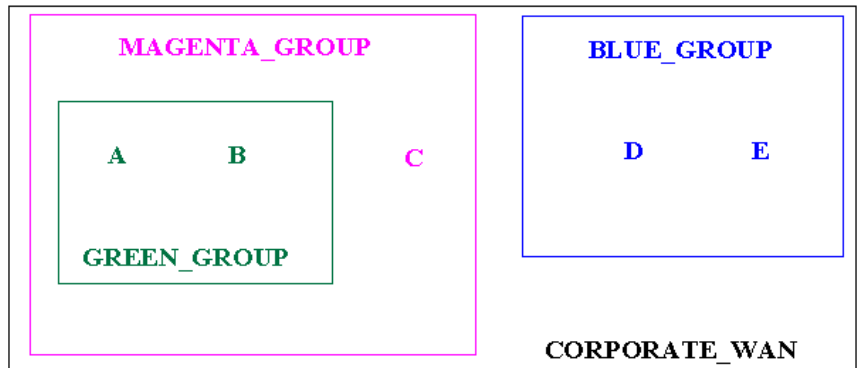 MAGENTA_GROUP
BLUE_GROUP
A B C
D E
GREEN_GROUP
CORPORATE_WAN